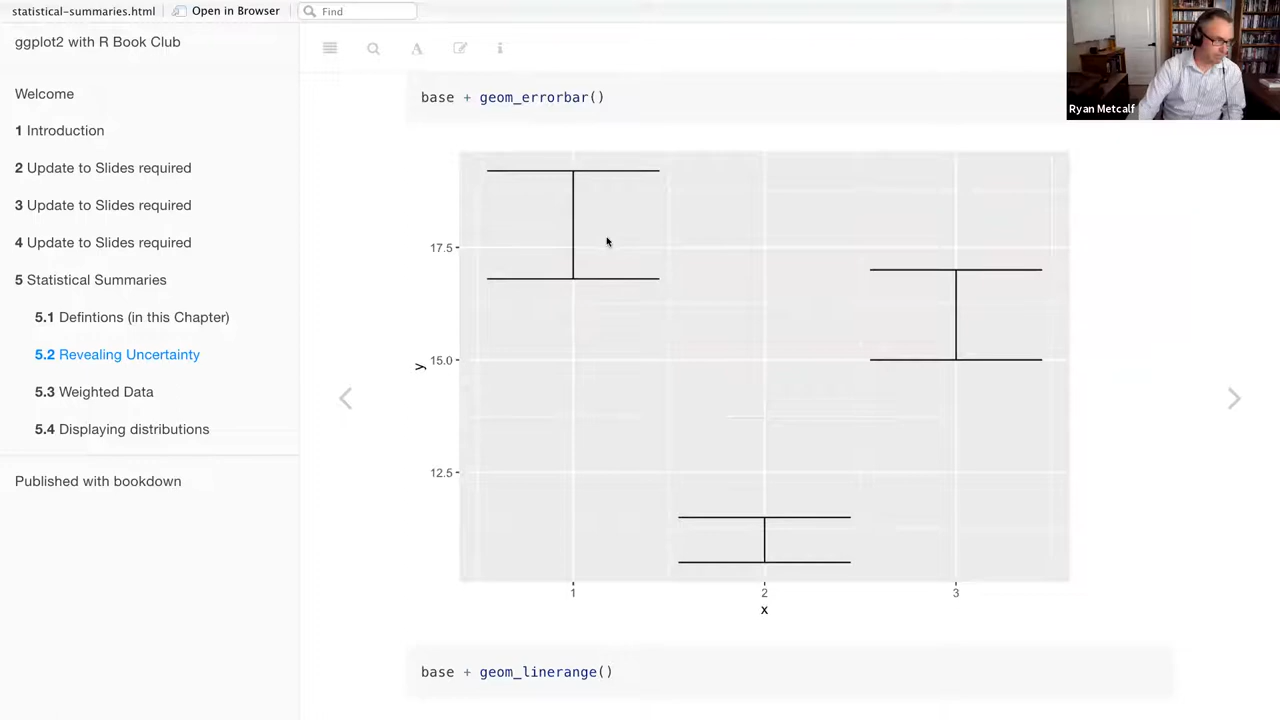 statistical-summaries.html Open in Browser Find
ggplot2 with R Book Club
Welcome
1 Introduction
2 Update to Slides required
3 Update to Slides required
4 Update to Slides required
5 Statistical Summaries
5.1 Defintions (in this Chapter)
5.2 Revealing Uncertainty
5.3 Weighted Data
5.4 Displaying distributions
Published with bookdown
A i
Ryan Metcalf
base + geom_errorbar()
17.5
15.0
12.5
y
1 2 3
x
base + geom_linerange()